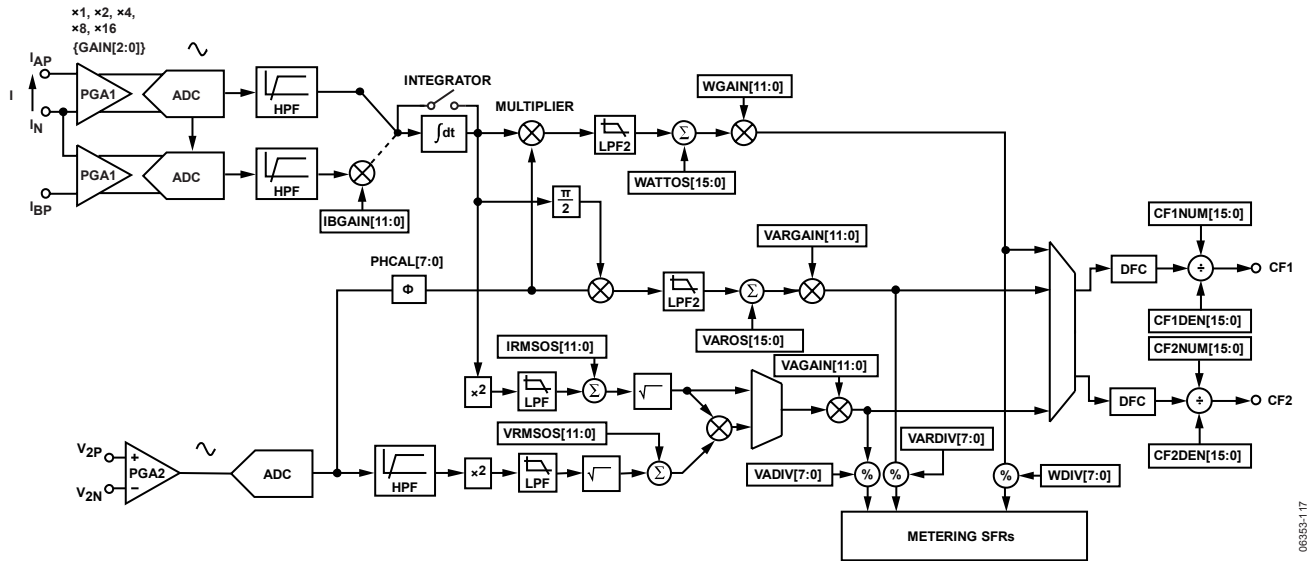 ×1, ×2, ×4,
×8, ×16
{GAIN[2:0]}
IAP
I
IN
IBP
PGA1
ADC
HPF
PGA1
ADC
HPF
IBGAIN[11:0]
INTEGRATOR
∫dt
MULTIPLIER
LPF2
Σ
WATTOS[15:0]
WGAIN[11:0]
π
2
PHCAL[7:0]
Φ
LPF2
Σ
VAROS[15:0]
VARGAIN[11:0]
IRMSOS[11:0]
×2
LPF
Σ
√
VAGAIN[11:0]
VRMSOS[11:0]
V2P
+
PGA2
−
V2N
ADC
HPF
×2
LPF
√
Σ
VARDIV[7:0]
VADIV[7:0]
%
%
%
WDIV[7:0]
METERING SFRs
CF1NUM[15:0]
DFC
÷
CF1
CF1DEN[15:0]
CF2NUM[15:0]
DFC
÷
CF2
CF2DEN[15:0]
06353-117